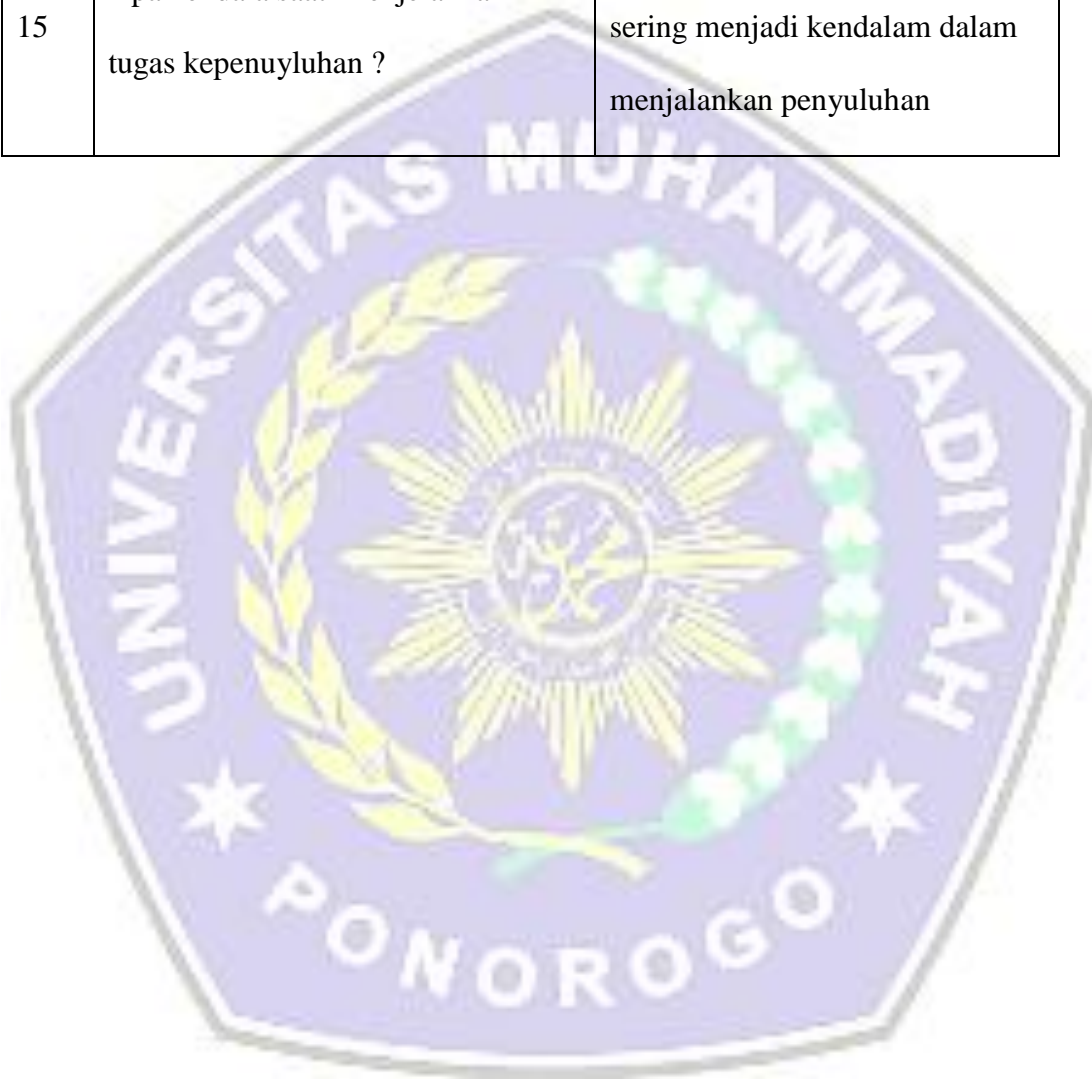 15
tugas kepenuyluhan ?
sering menjadi kendalam dalam
menjalankan penyuluhan
UNIVERSITAS MUHAMMADIYAH
PONOROGO